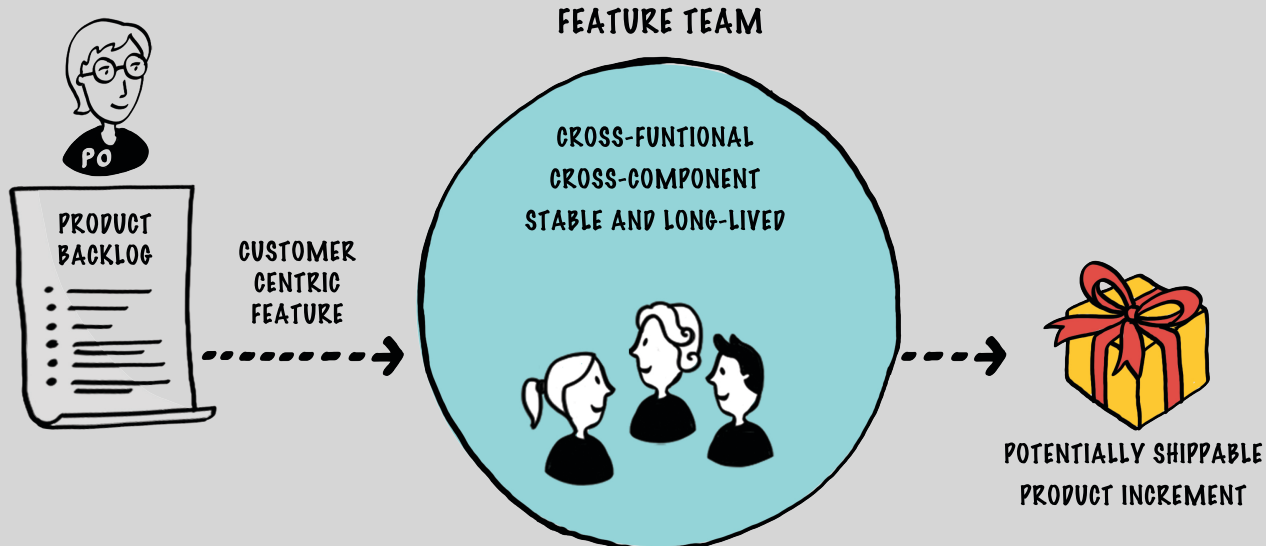 FEATURE TEAM
PO
PRODUCT
BACKLOG
CUSTOMER
CENTRIC
FEATURE
CROSS-FUNTIONAL
CROSS-COMPONENT
STABLE AND LONG-LIVED
POTENTIALLY SHIPPABLE
PRODUCT INCREMENT